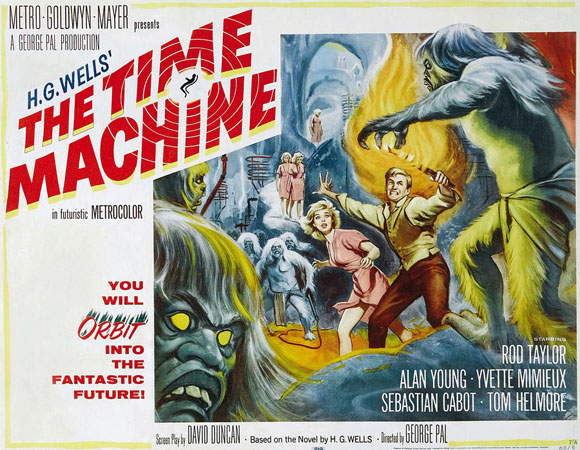 METRO-GOLDWYN-MAYER presents
A GEORGE PAL PRODUCTION
H.G. WELLS'
THE TIME
MACHINE
in futuristic METROCOLOR
YOU
WILL
ORBIT
INTO
THE
FANTASTIC
FUTURE!
STARRING
ROD TAYLOR
ALAN YOUNG · YVETTE MIMIEUX
SEBASTIAN CABOT · TOM HELMORE
Screen Play by DAVID DUNCAN · Based on the Novel by H. G. WELLS · Directed by GEORGE PAL